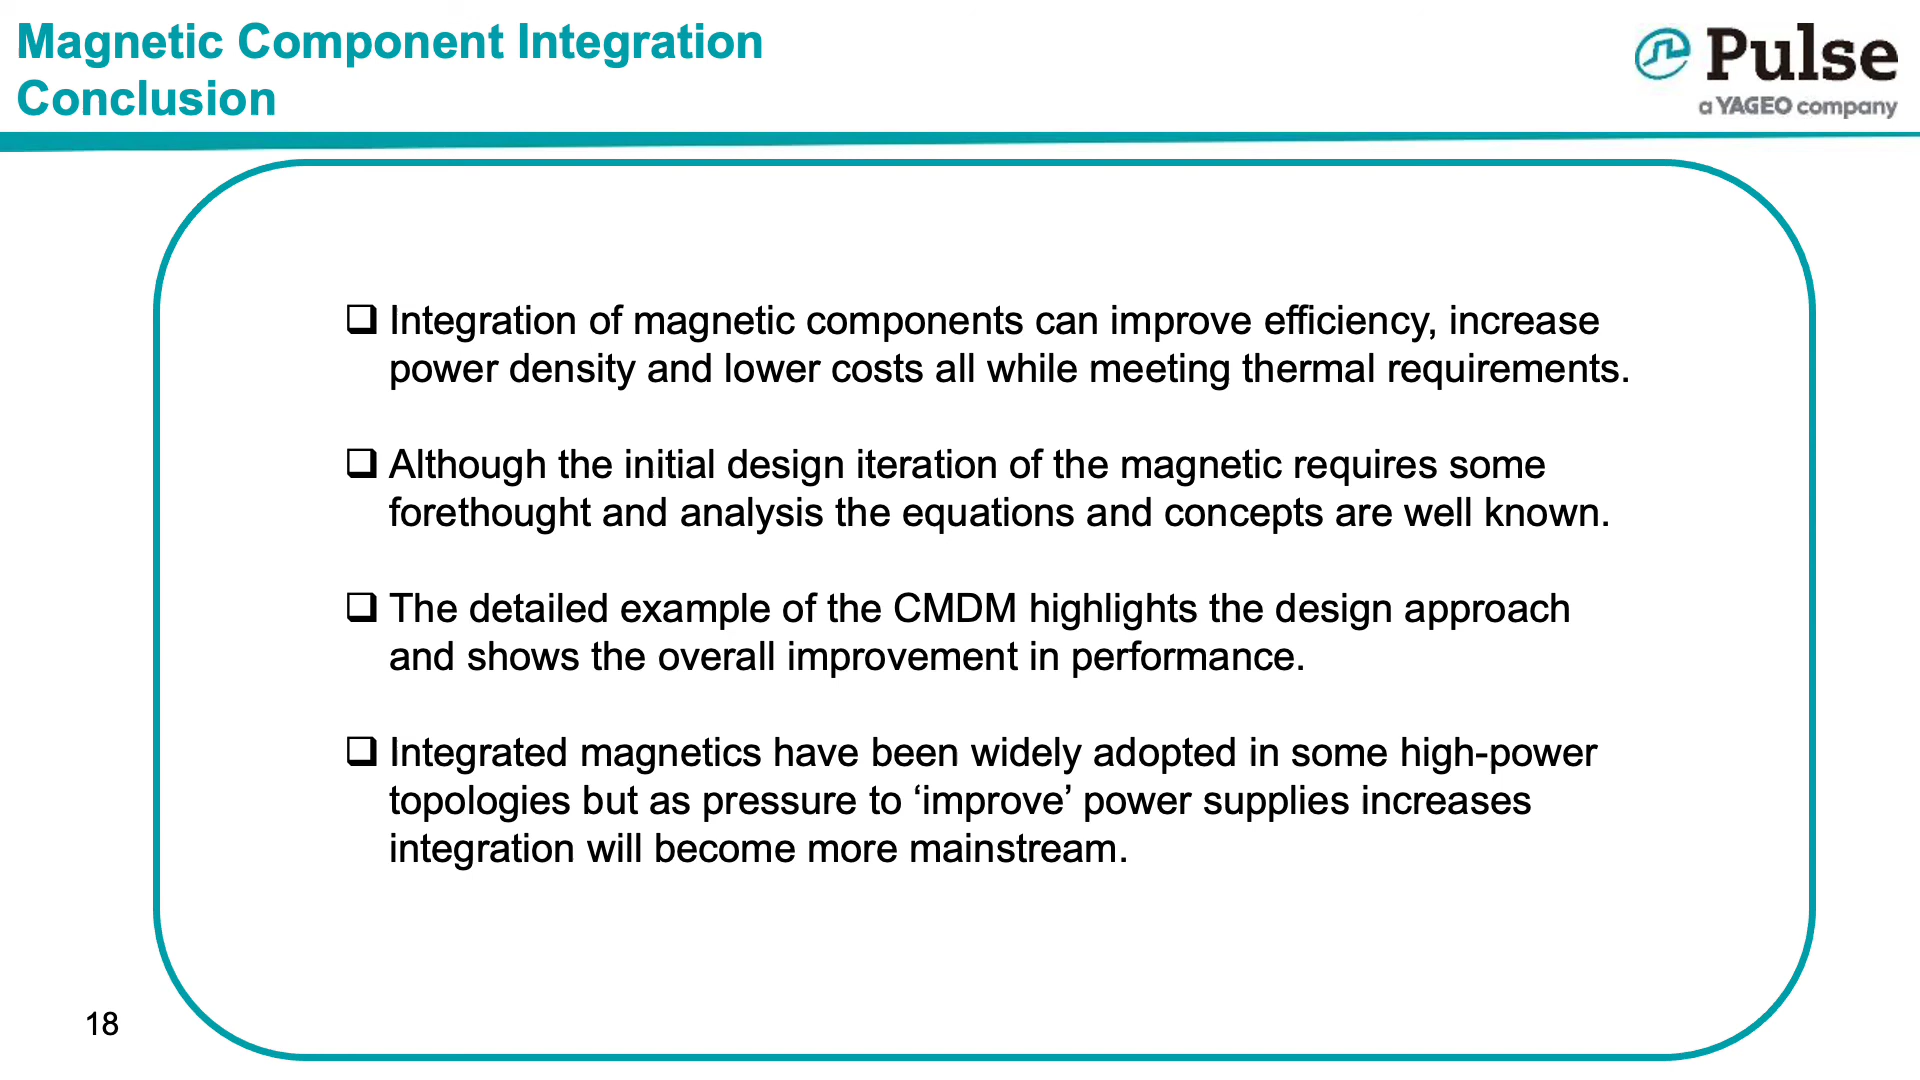 Magnetic Component Integration
Conclusion
Pulse
a YAGEO company
❑ Integration of magnetic components can improve efficiency, increase
power density and lower costs all while meeting thermal requirements.
❑ Although the initial design iteration of the magnetic requires some
forethought and analysis the equations and concepts are well known.
❑ The detailed example of the CMDM highlights the design approach
and shows the overall improvement in performance.
❑ Integrated magnetics have been widely adopted in some high-power
topologies but as pressure to ‘improve’ power supplies increases
integration will become more mainstream.
18